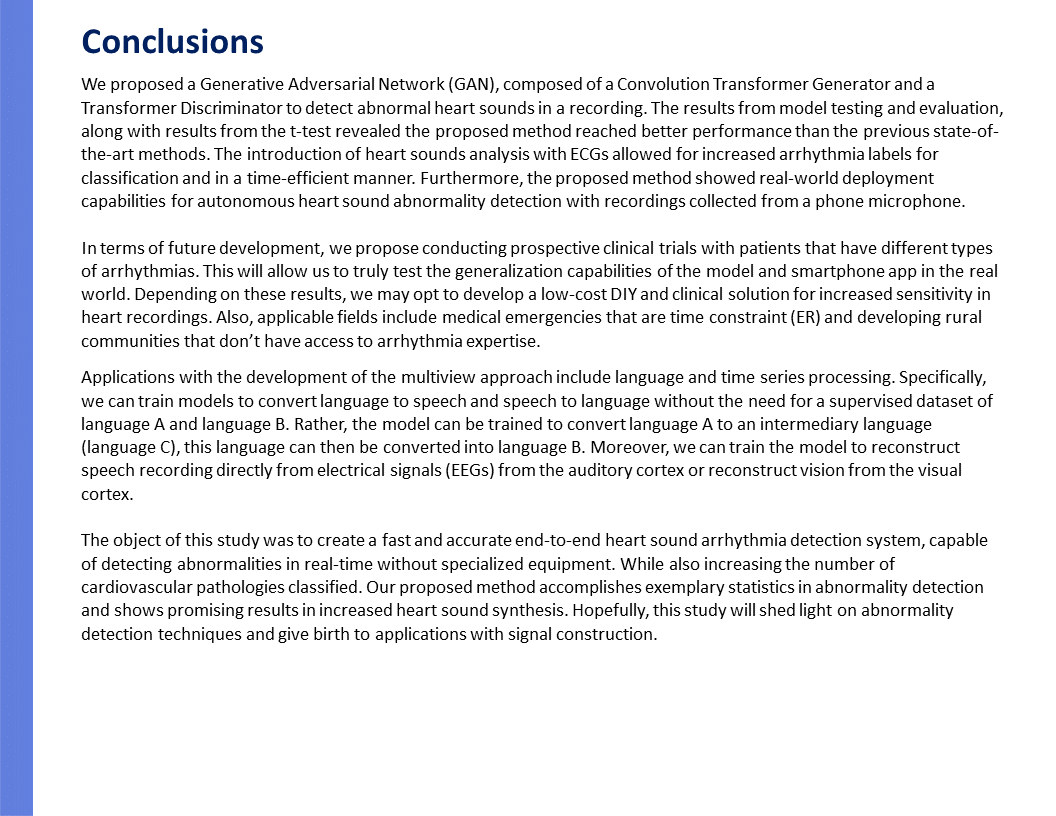 Conclusions
We proposed a Generative Adversarial Network (GAN), composed of a Convolution Transformer Generator and a
Transformer Discriminator to detect abnormal heart sounds in a recording. The results from model testing and evaluation,
along with results from the t-test revealed the proposed method reached better performance than the previous state-of-
the-art methods. The introduction of heart sounds analysis with ECGs allowed for increased arrhythmia labels for
classification and in a time-efficient manner. Furthermore, the proposed method showed real-world deployment
capabilities for autonomous heart sound abnormality detection with recordings collected from a phone microphone.
In terms of future development, we propose conducting prospective clinical trials with patients that have different types
of arrhythmias. This will allow us to truly test the generalization capabilities of the model and smartphone app in the real
world. Depending on these results, we may opt to develop a low-cost DIY and clinical solution for increased sensitivity in
heart recordings. Also, applicable fields include medical emergencies that are time constraint (ER) and developing rural
communities that don’t have access to arrhythmia expertise.
Applications with the development of the multiview approach include language and time series processing. Specifically,
we can train models to convert language to speech and speech to language without the need for a supervised dataset of
language A and language B. Rather, the model can be trained to convert language A to an intermediary language
(language C), this language can then be converted into language B. Moreover, we can train the model to reconstruct
speech recording directly from electrical signals (EEGs) from the auditory cortex or reconstruct vision from the visual
cortex.
The object of this study was to create a fast and accurate end-to-end heart sound arrhythmia detection system, capable
of detecting abnormalities in real-time without specialized equipment. While also increasing the number of
cardiovascular pathologies classified. Our proposed method accomplishes exemplary statistics in abnormality detection
and shows promising results in increased heart sound synthesis. Hopefully, this study will shed light on abnormality
detection techniques and give birth to applications with signal construction.